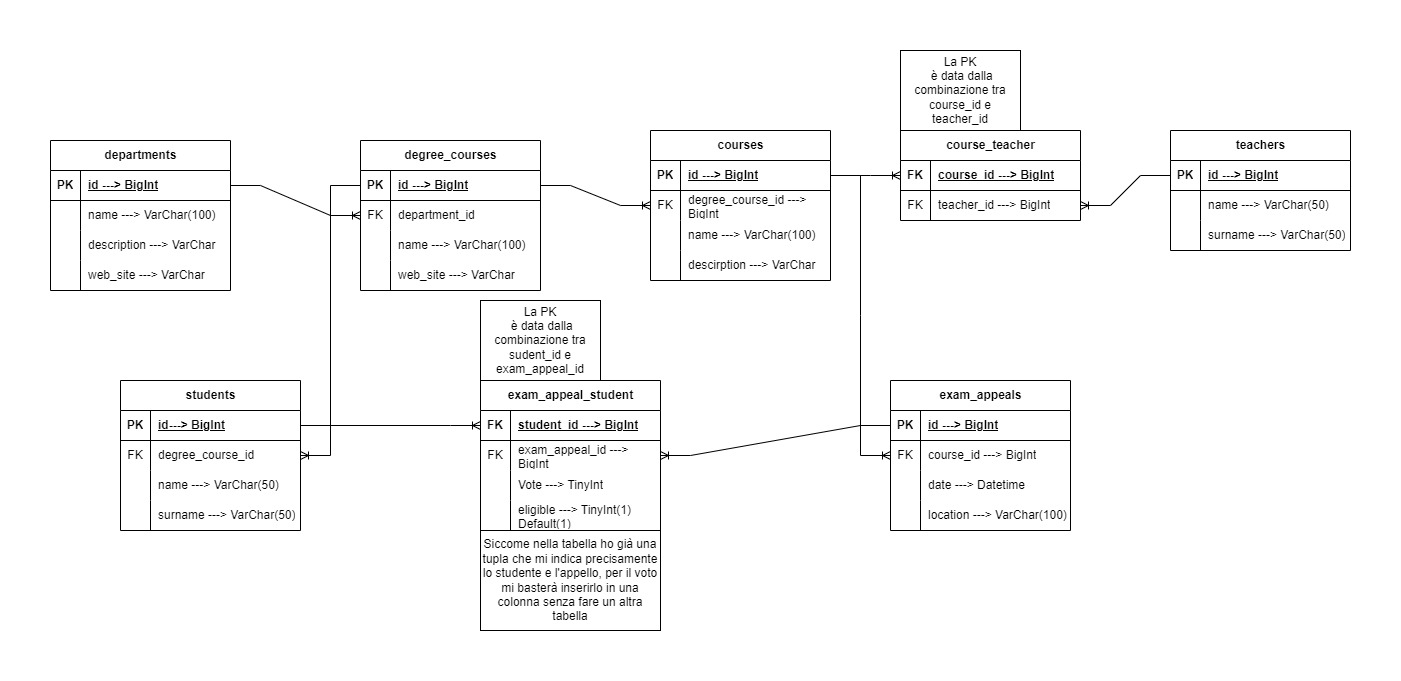 La PK
è data dalla
combinazione tra
course_id e
teacher_id
departments
PK id ---> BigInt
name ---> VarChar(100)
description ---> VarChar
web_site ---> VarChar
degree_courses
PK id ---> BigInt
FK department_id
name ---> VarChar(100)
web_site ---> VarChar
courses
PK id ---> BigInt
FK degree_course_id --->
BigInt
name ---> VarChar(100)
descirption ---> VarChar
course_teacher
FK course_id ---> BigInt
FK teacher_id ---> BigInt
teachers
PK id ---> BigInt
name ---> VarChar(50)
surname ---> VarChar(50)
La PK
è data dalla
combinazione tra
sudent_id e
exam_appeal_id
students
PK id---> BigInt
FK degree_course_id
name ---> VarChar(50)
surname ---> VarChar(50)
exam_appeal_student
FK student_id ---> BigInt
FK exam_appeal_id --->
BigInt
Vote ---> TinyInt
eligible ---> TinyInt(1)
Default(1)
Siccome nella tabella ho già una
tupla che mi indica precisamente
lo studente e l'appello, per il voto
mi basterà inserirlo in una
colonna senza fare un altra
tabella
exam_appeals
PK id ---> BigInt
FK course_id ---> BigInt
date ---> Datetime
location ---> VarChar(100)